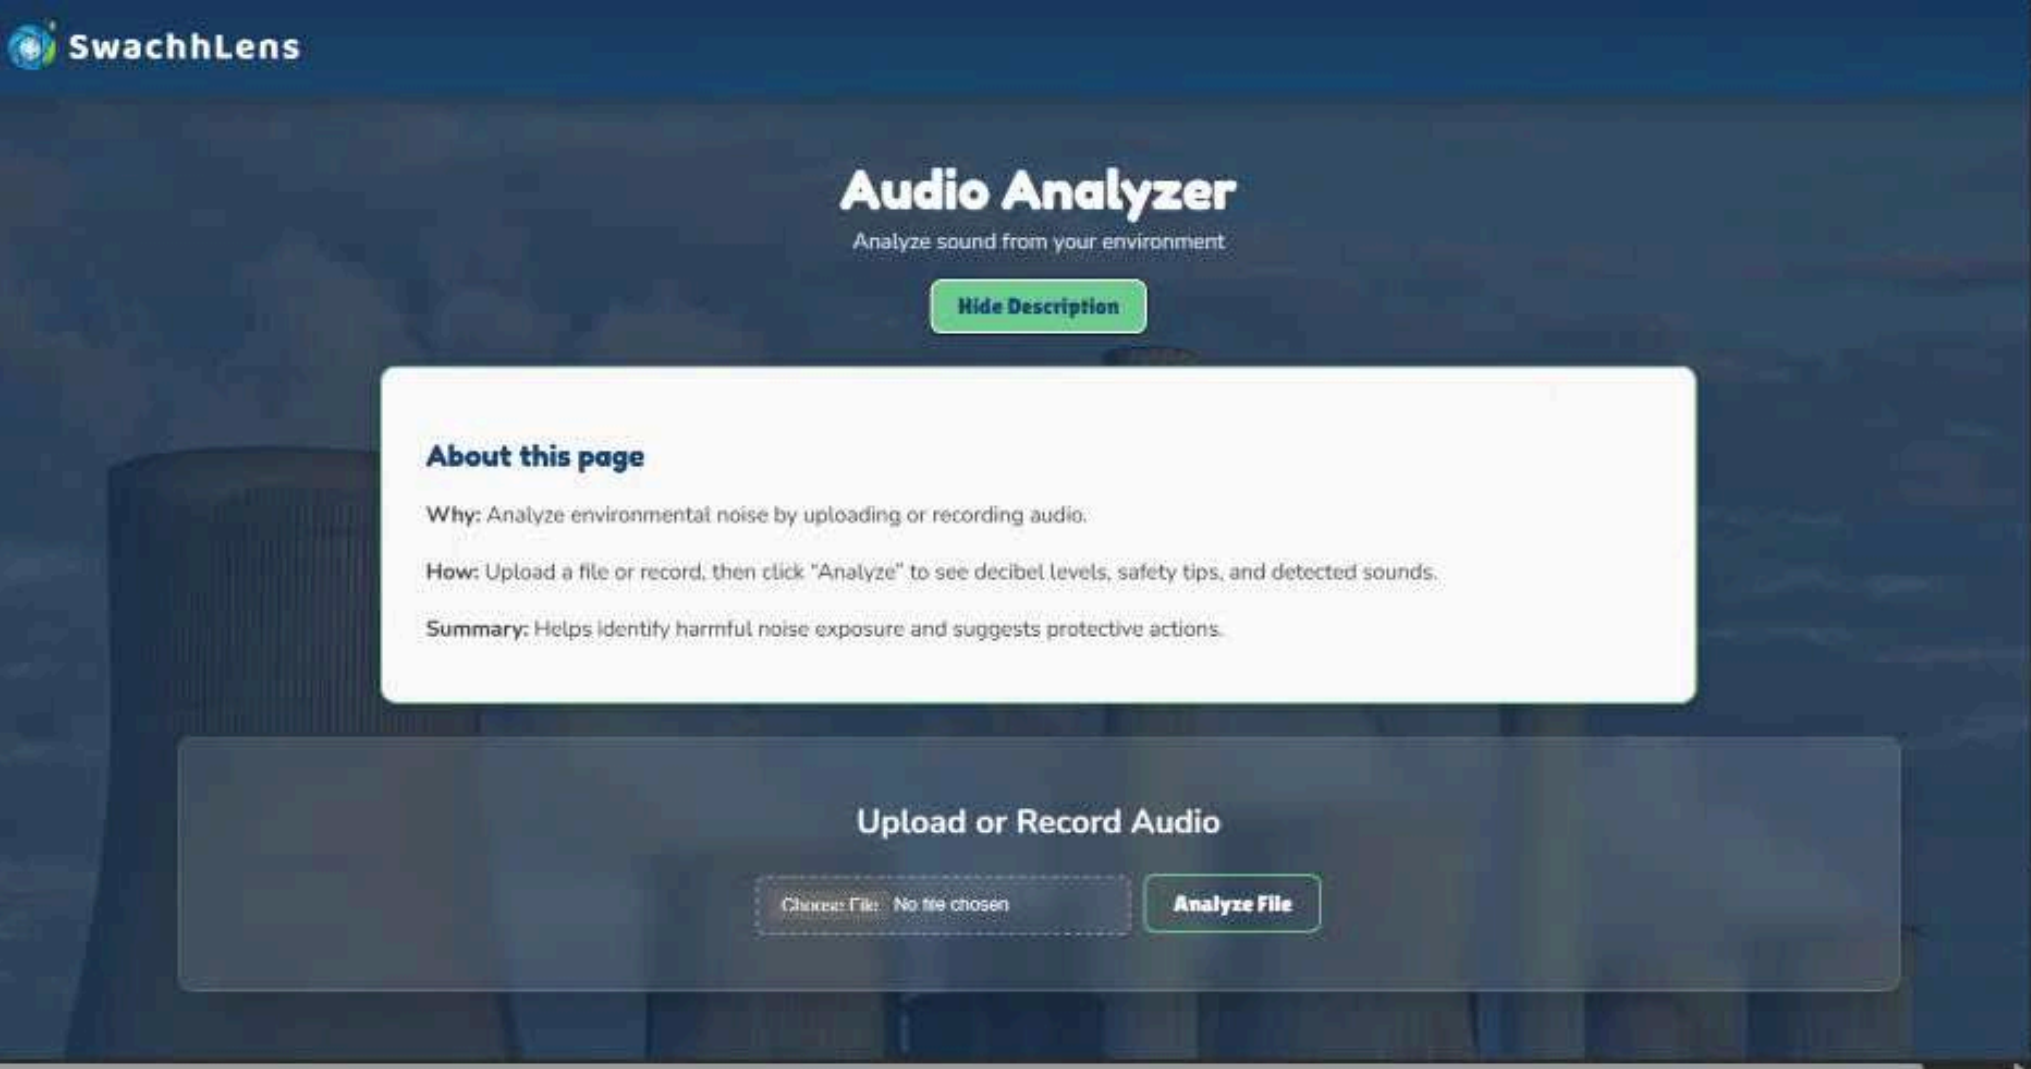 SwachhLens
Audio Analyzer
Analyze sound from your environment
Hide Description
About this page
Why: Analyze environmental noise by uploading or recording audio.
How: Upload a file or record, then click “Analyze” to see decibel levels, safety tips, and detected sounds.
Summary: Helps identify harmful noise exposure and suggests protective actions.
Upload or Record Audio
Choose File No file chosen Analyze File